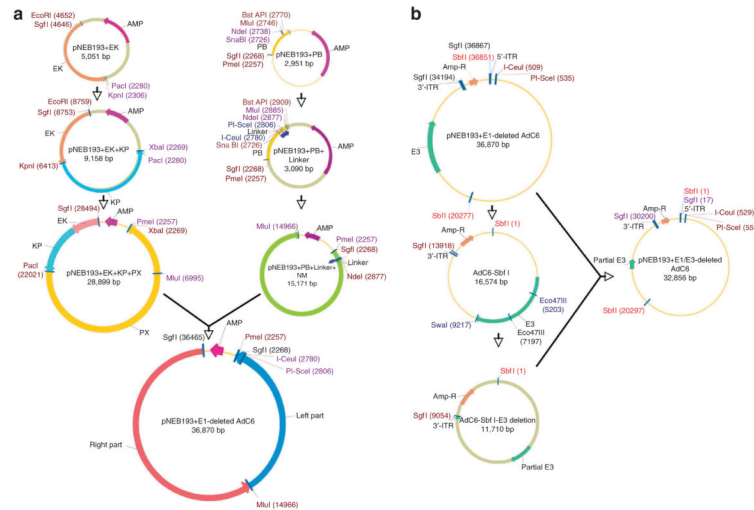 a
EcoRI (4652)
SgfI (4646)
AMP
pNEB193+EK
5,051 bp
EK
PacI (2280)
KpnI (2306)
EcoRI (8759)
SgfI (8753)
AMP
EK
pNEB193+EK+KP
9,158 bp
XbaI (2269)
PacI (2280)
KpnI (6413)
KP
SgfI (28494)
AMP
EK
PmeI (2257)
XbaI (2269)
KP
PacI
(22021)
pNEB193+EK+KP+PX
28,899 bp
MluI (6995)
PX
Bst API (2770)
MluI (2746)
NdeI (2738)
SnaBI (2726)
PB
AMP
SgfI (2268)
PmeI (2257)
pNEB193+PB
2,951 bp
Bst API (2909)
MluI (2885)
NdeI (2877)
PI-SceI (2806)
Linker
I-CeuI (2780)
Sna BI (2726)
PB
AMP
pNEB193+PB+
Linker
3,090 bp
SgfI (2268)
PmeI (2257)
MluI (14966)
AMP
PmeI (2257)
SgfI (2268)
Linker
NdeI (2877)
pNEB193+PB+Linker+
NM
15,171 bp
SgfI (36465)
AMP
PmeI (2257)
SgfI (2268)
I-CeuI (2780)
PI-SceI (2806)
pNEB193+E1-deleted AdC6
36,870 bp
Left part
Right part
MluI (14966)
b
SgfI (36867)
SbfI (36851)
5'-ITR
Amp-R
I-CeuI (509)
SgfI (34194)
3'-ITR
PI-SceI (535)
pNEB193+E1-deleted AdC6
36,870 bp
E3
SbfI (20277)
SbfI (1)
Amp-R
SgfI (13918)
3'-ITR
AdC6-Sbf I
16,574 bp
Eco47III
(5203)
SwaI (9217)
E3
Eco47III
(7197)
SbfI (1)
Amp-R
SgfI (9054)
3'-ITR
AdC6-Sbf I-E3 deletion
11,710 bp
Partial E3
SbfI (1)
SgfI (17)
Amp-R
5'-ITR
SgfI (30200)
3'-ITR
I-CeuI (529)
PI-SceI (55
Partial E3
pNEB193+E1/E3-deleted
AdC6
32,856 bp
SbfI (20297)